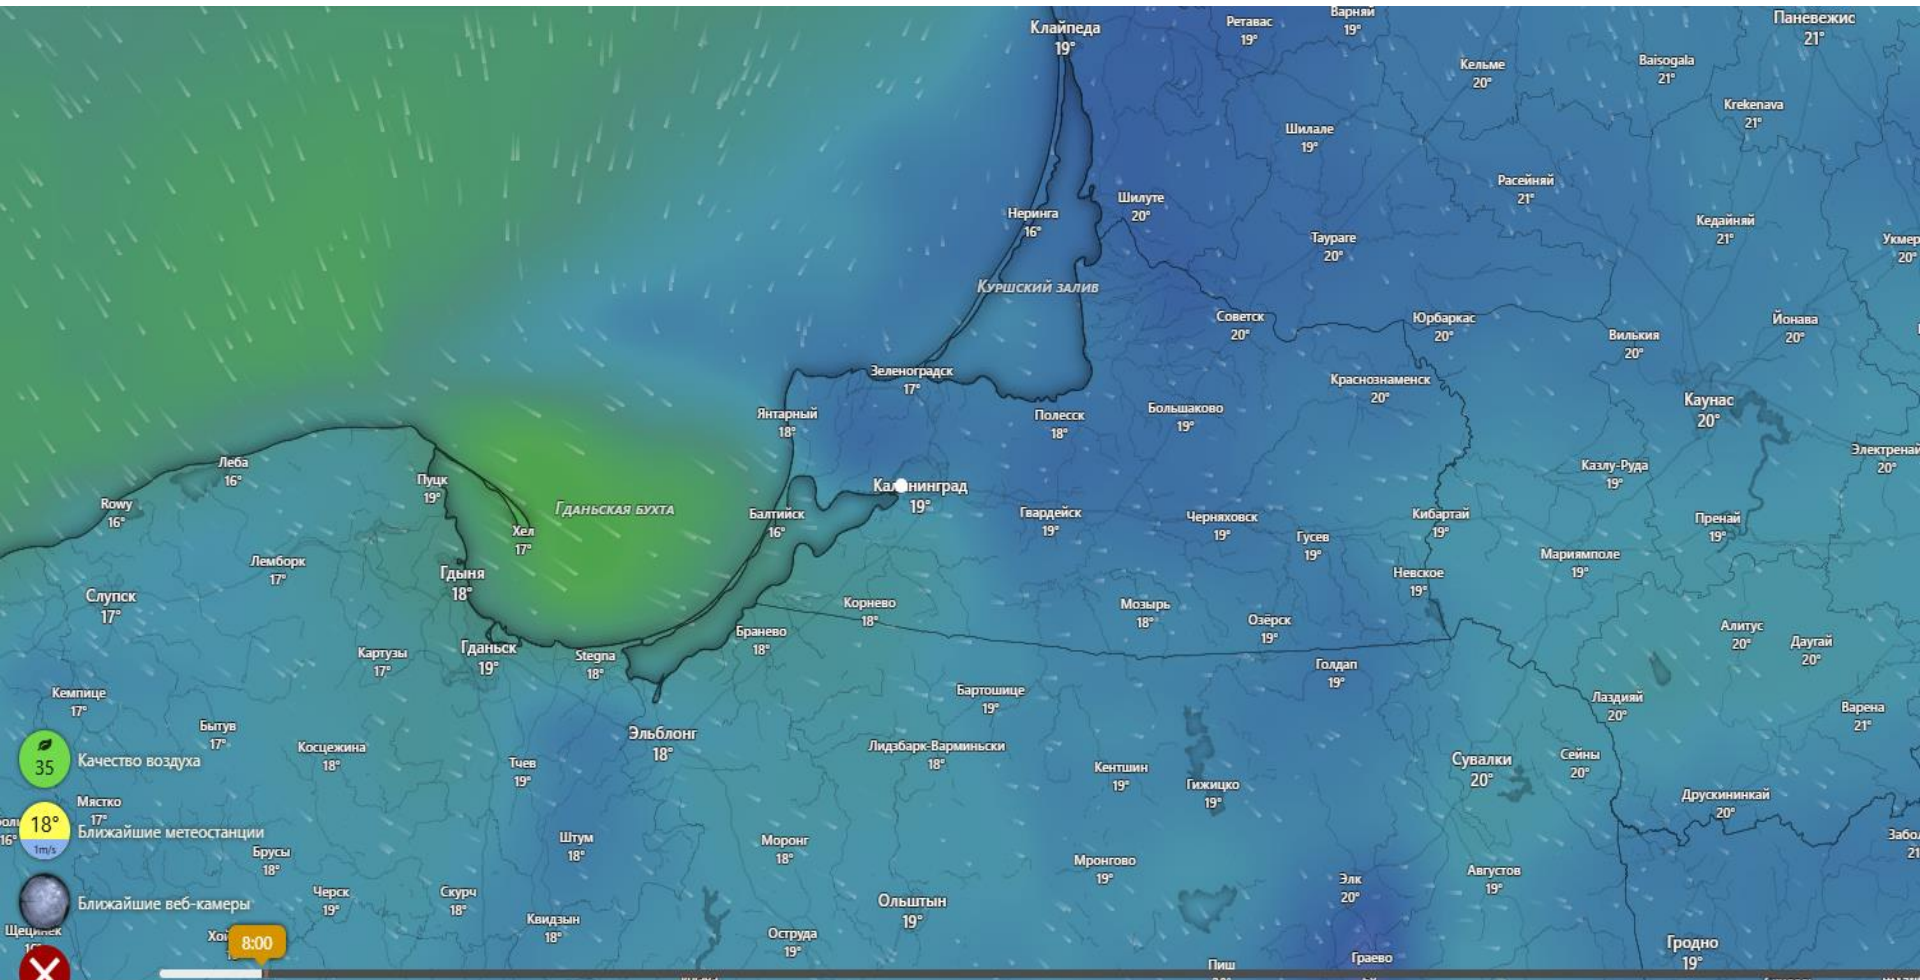 Клайпеда
19°
Ретавас
19°
Варняй
19°
Паневежис
21°
Кельме
20°
Baisogala
21°
Krekenava
21°
Шилале
19°
Расейняй
21°
Шилуте
20°
Неринга
16°
Кедайняй
21°
Таураге
20°
Укмер
20°
Куршский залив
Советск
20°
Юрбаркас
20°
Вилькия
20°
Йонава
20°
Зеленоградск
17°
Краснознаменск
20°
Янтарный
18°
Полесск
18°
Большаково
19°
Каунас
20°
Леба
16°
Пуцк
19°
Казлу-Руда
19°
Электренай
20°
Rowy
16°
Гданьская бухта
Хел
17°
Балтийск
16°
Калининград
19°
Гвардейск
19°
Черняховск
19°
Кибартай
19°
Пренай
19°
Гусев
19°
Лемборк
17°
Гдыня
18°
Мариямполе
19°
Невское
19°
Слупск
17°
Корнево
18°
Мозырь
18°
Озёрск
19°
Бранево
18°
Алитус
20°
Даугай
20°
Картузы
17°
Гданьск
19°
Stegna
18°
Голдап
19°
Кемпице
17°
Бартошице
19°
Лаздияй
20°
Варена
21°
Бытув
17°
Косцежина
18°
Эльблонг
18°
Лидзбарк-Варминьски
18°
35
Качество воздуха
Тчев
19°
Кентшин
19°
Гижицко
19°
Сувалки
20°
Сейны
20°
Мястко
17°
Друскининкай
20°
16°
18°
1m/s
Ближайшие метеостанции
Штум
18°
Моронг
18°
Забол
21
Брусы
18°
Мронгово
19°
Элк
20°
Августов
19°
Черск
19°
Скурч
18°
Ближайшие веб-камеры
Ольштын
19°
Квидзын
18°
Щецинек
Хой
8:00
Оструда
19°
Гродно
19°
Граево
Пиш